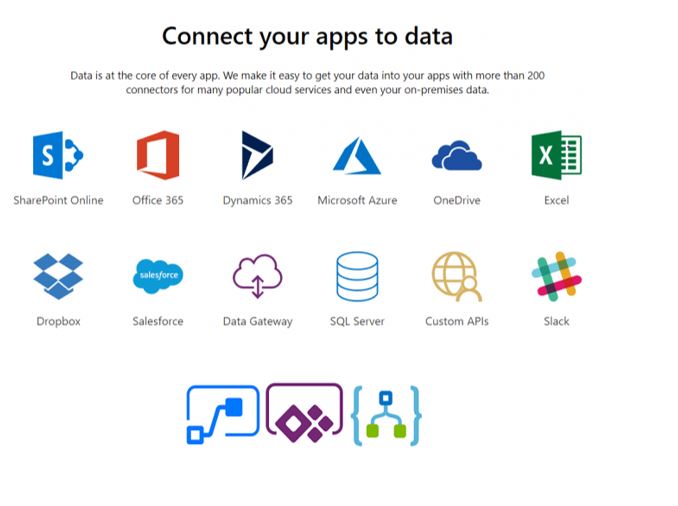 Connect your apps to data
Data is at the core of every app. We make it easy to get your data into your apps with more than 200
connectors for many popular cloud services and even your on-premises data.
S
X
SharePoint Online
Office 365
Dynamics 365
Microsoft Azure
OneDrive
Excel
salesforce
Dropbox
Salesforce
Data Gateway
SQL Server
Custom APIs
Slack